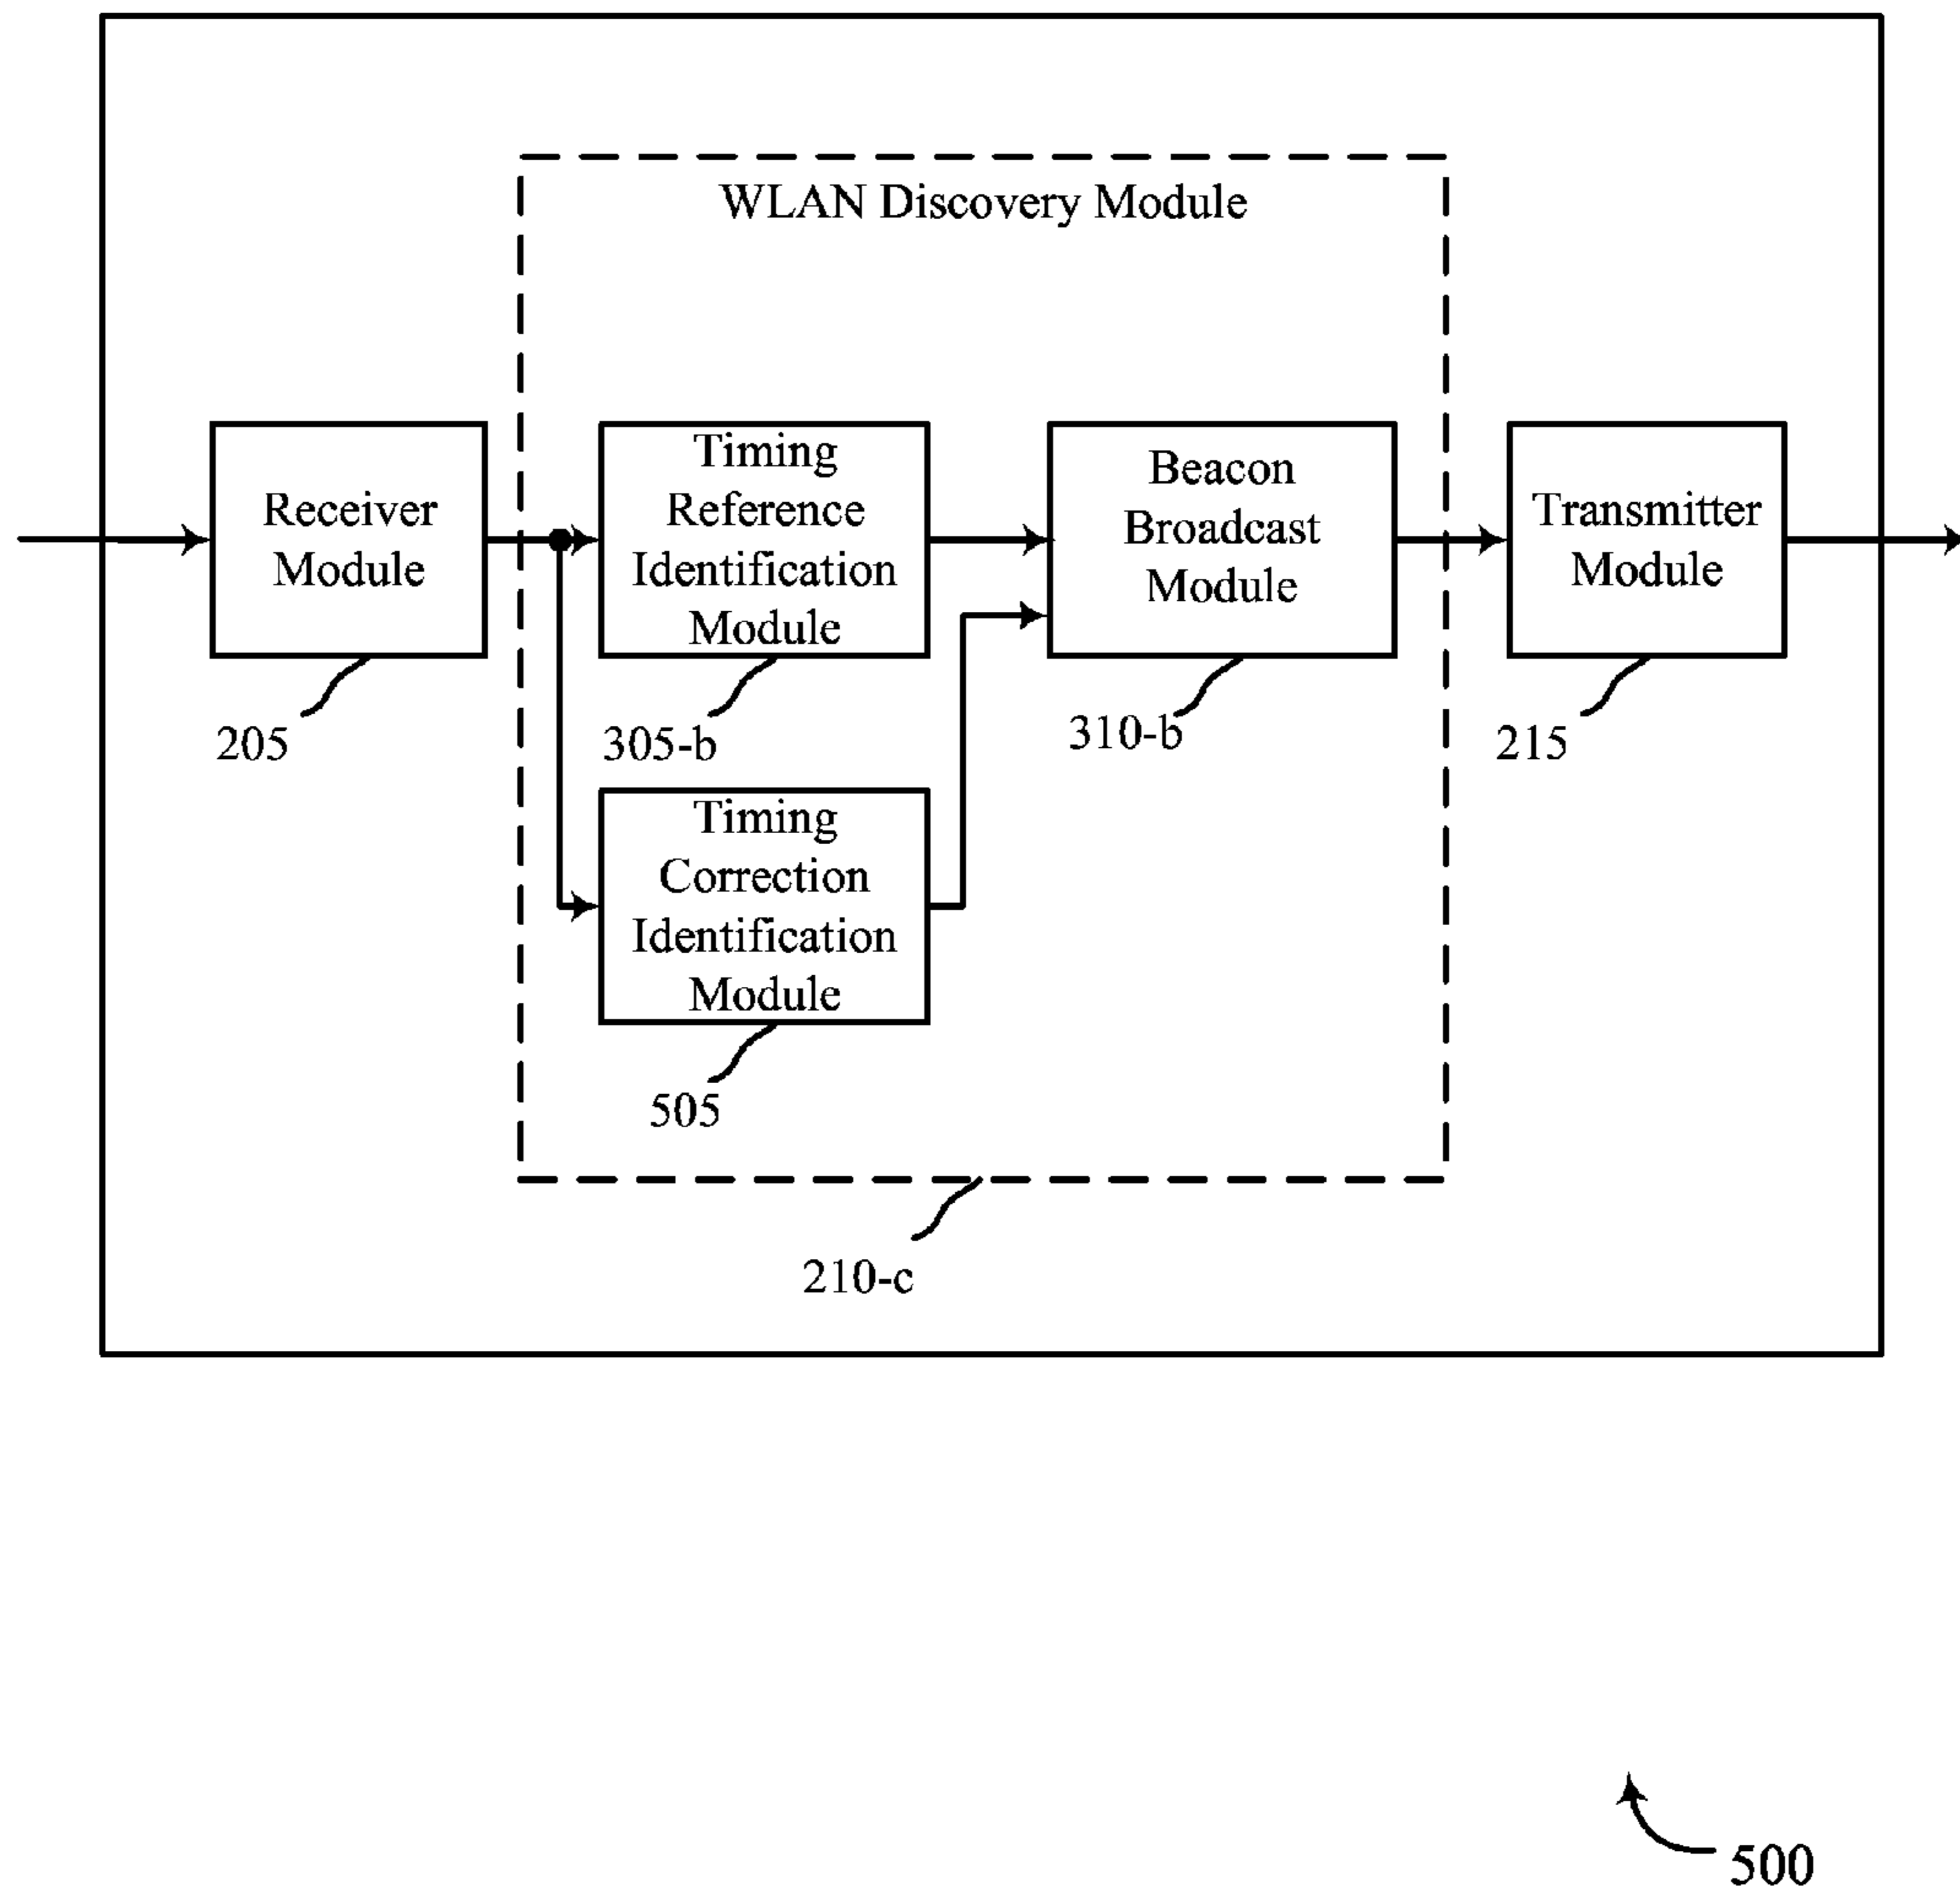 WLAN Discovery Module
Receiver
Module
205
Timing
Reference
Identification
Module
305-b
Beacon
Broadcast
Module
310-b
Transmitter
Module
215
Timing
Correction
Identification
Module
505
210-c
500